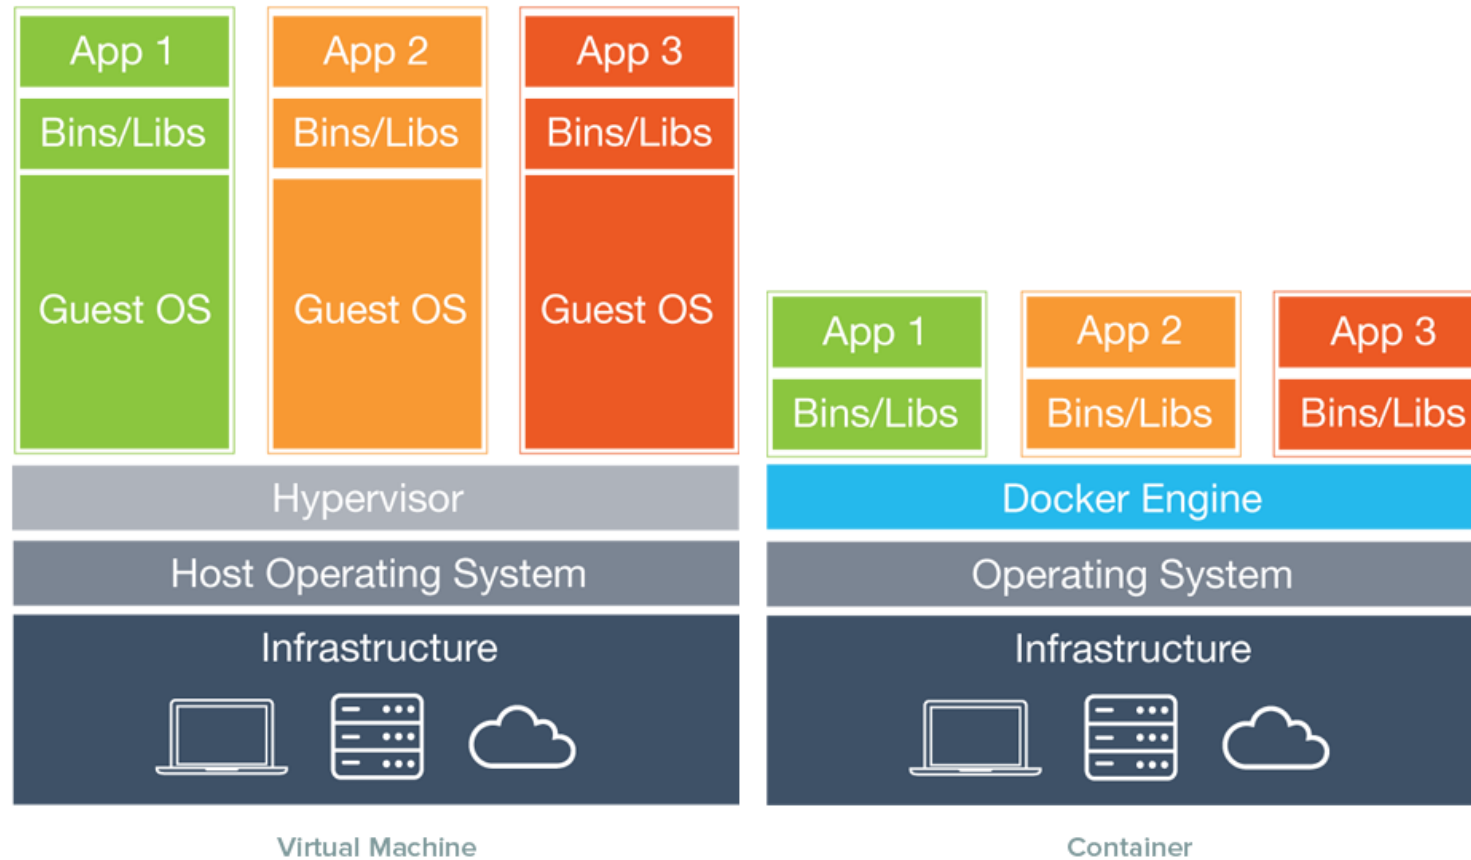 App 1
App 2
App 3
Bins/Libs
Bins/Libs
Bins/Libs
Guest OS
Guest OS
Guest OS
Hypervisor
Host Operating System
Infrastructure
Virtual Machine
App 1
App 2
App 3
Bins/Libs
Bins/Libs
Bins/Libs
Docker Engine
Operating System
Infrastructure
Container